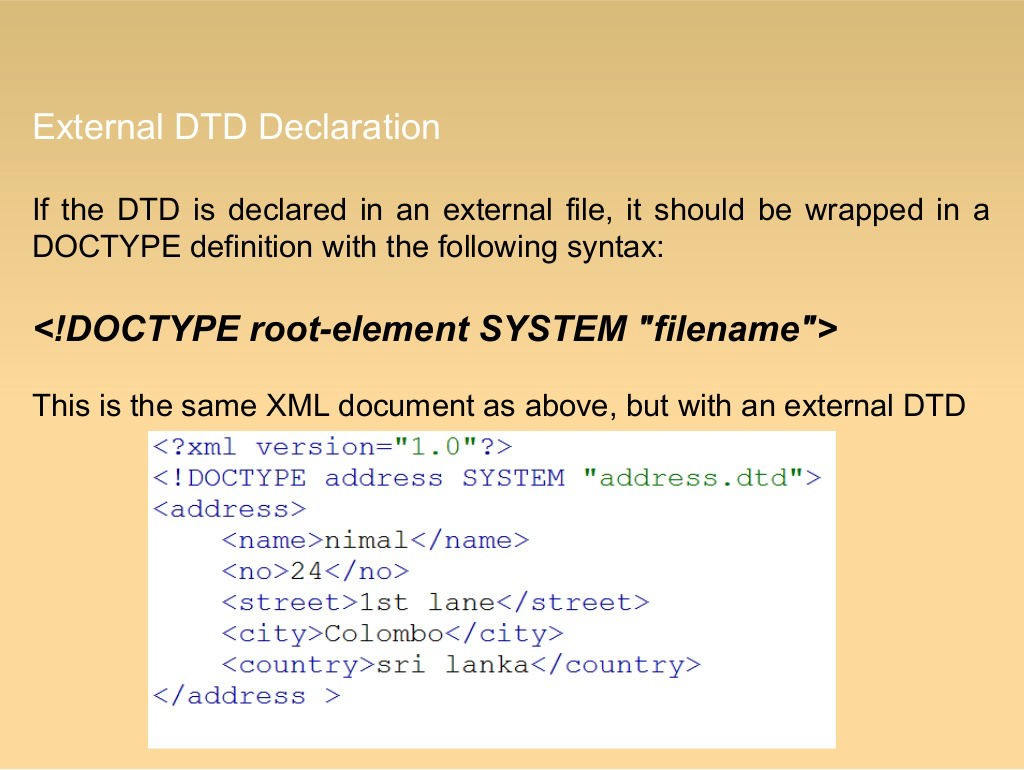 External DTD Declaration
If the DTD is declared in an external file, it should be wrapped in a
DOCTYPE definition with the following syntax:
<!DOCTYPE root-element SYSTEM "filename">
This is the same XML document as above, but with an external DTD
<?xml version="1.0"?>
<!DOCTYPE address SYSTEM "address.dtd">
<address>
    <name>nimal</name>
    <no>24</no>
    <street>1st lane</street>
    <city>Colombo</city>
    <country>sri lanka</country>
</address >